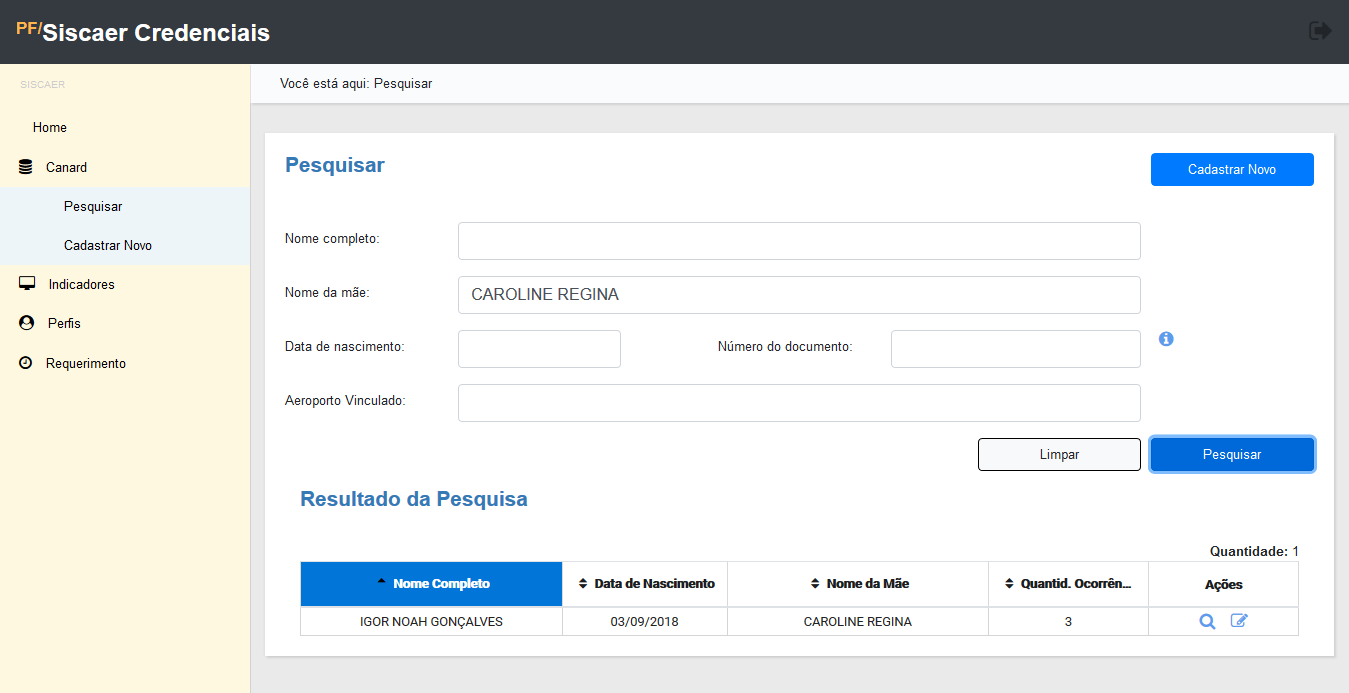 PF/Siscaer Credenciais
SISCAER
Você está aqui: Pesquisar
Home
Canard
Pesquisar
Cadastrar Novo
Indicadores
Perfis
Requerimento
Pesquisar
Cadastrar Novo
Nome completo:
Nome da mãe: CAROLINE REGINA
Data de nascimento: Número do documento:
Aeroporto Vinculado:
Limpar Pesquisar
Resultado da Pesquisa
Quantidade: 1
Nome Completo Data de Nascimento Nome da Mãe Quantid. Ocorrên... Ações
IGOR NOAH GONÇALVES 03/09/2018 CAROLINE REGINA 3